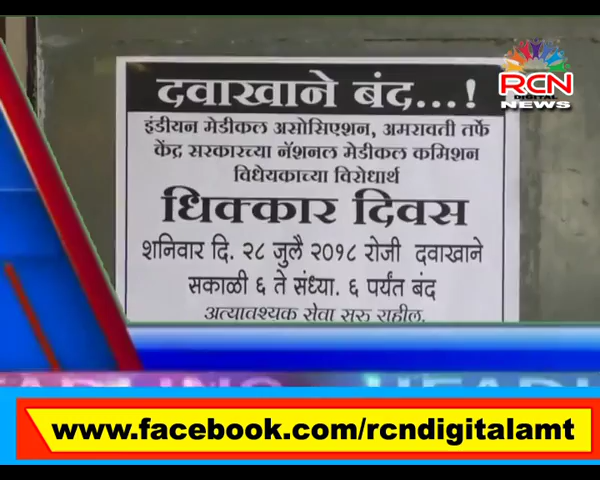 दवाखाने बंद...!
RCN
DIGITAL
NEWS
इंडीयन मेडीकल असोसिएशन, अमरावती तर्फे
केंद्र सरकारच्या नॅशनल मेडीकल कमिशन
विधेयकाच्या विरोधार्थ
धिक्कार दिवस
शनिवार दि. २८ जुलै २०१८ रोजी दवाखाने
सकाळी ६ ते संध्या. ६ पर्यंत बंद
अत्यावश्यक सेवा सुरु राहील.
www.facebook.com/rcndigitalamt